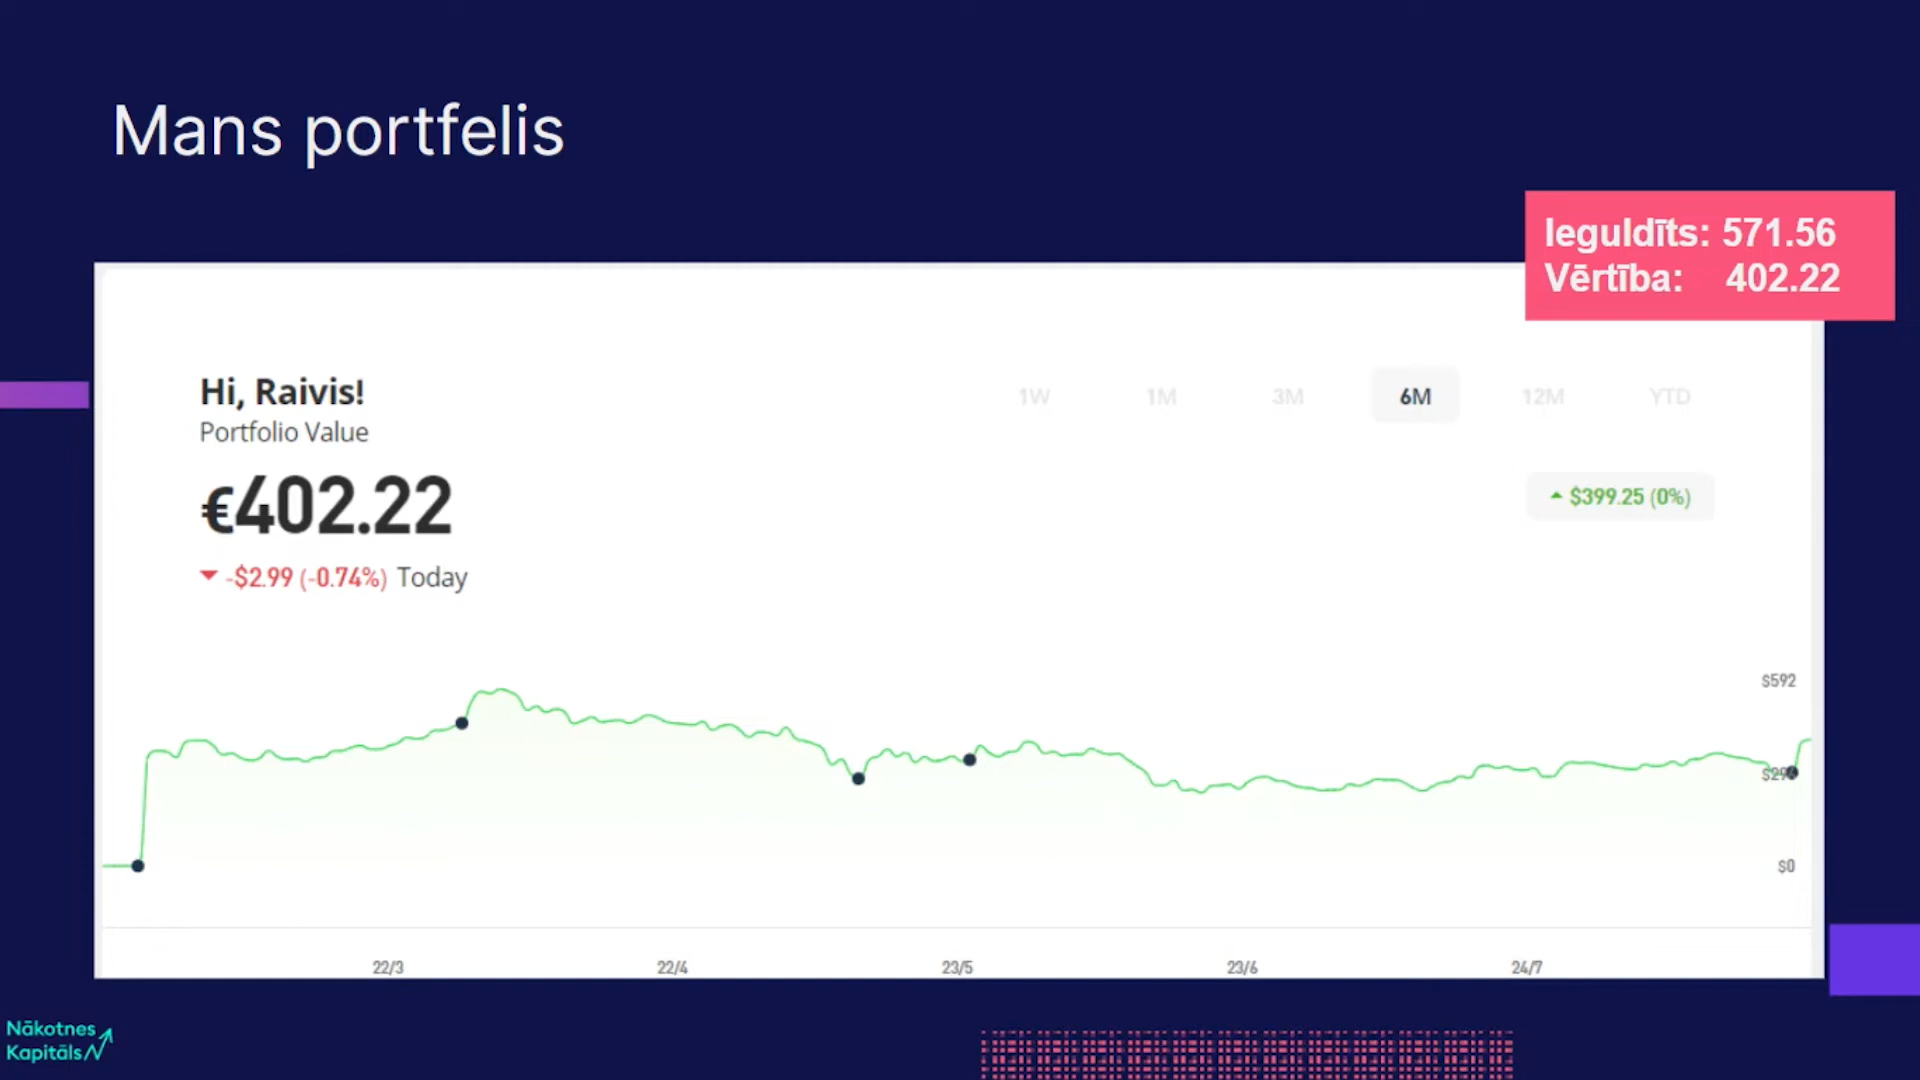 Mans portfelis
Ieguldīts: 571.56
Vērtība: 402.22
Hi, Raivis!
Portfolio Value
1W 1M 3M 6M 12M YTD
€402.22
$399.25 (0%)
-$2.99 (-0.74%) Today
$592
$0
22/3 22/4 23/5 23/6 24/7
Nākotnes
Kapitāls